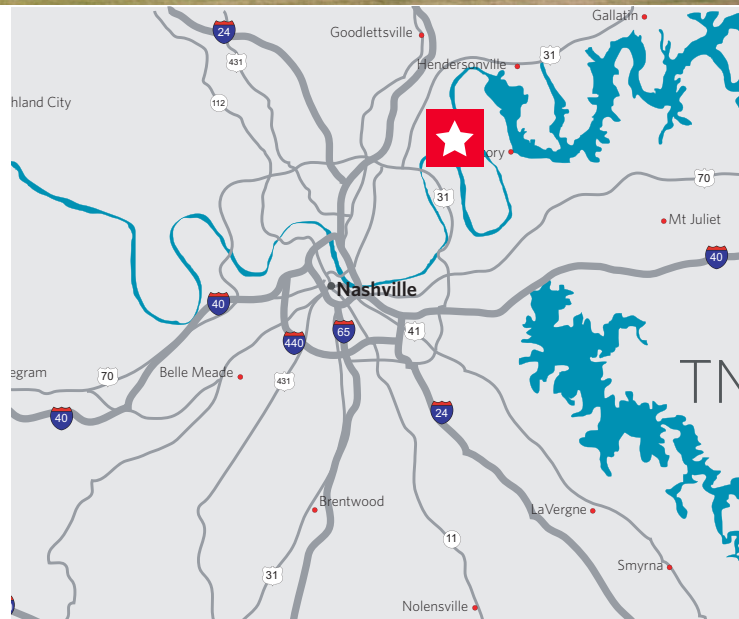 Gallatin
24
Goodlettsville
31
431
Hendersonville
hland City
112
ory
70
31
Mt Juliet
40
Nashville
40
65
41
440
TN
egram
70
Belle Meade
431
40
24
Brentwood
LaVergne
11
Smyrna
31
Nolensville